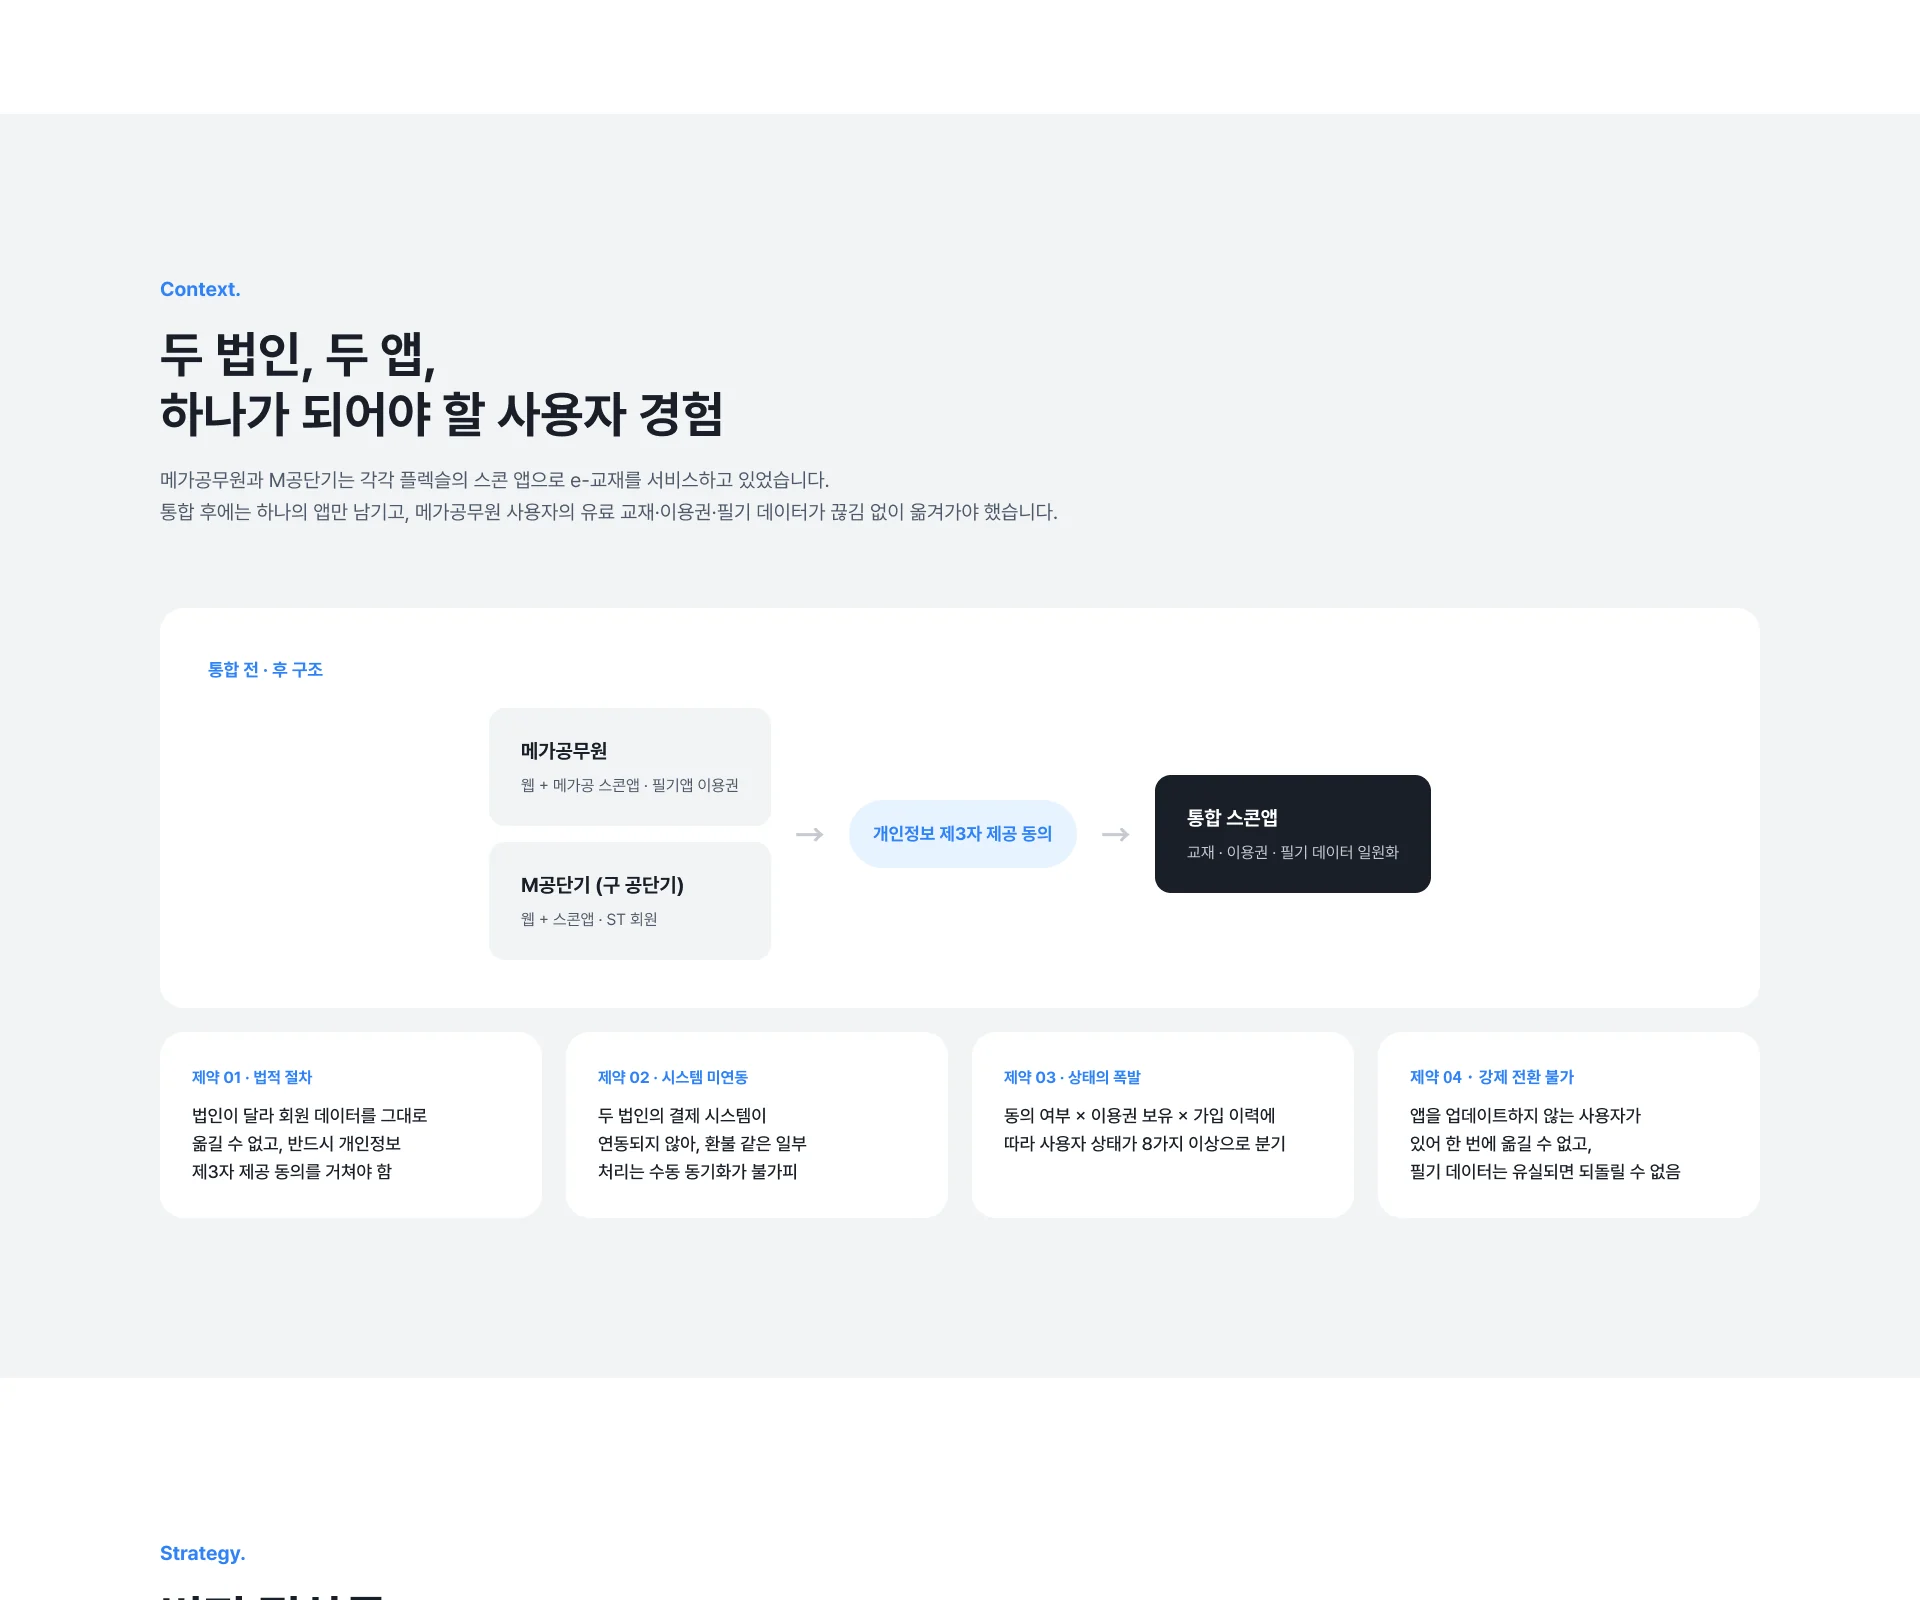 Context.
두 법인, 두 앱,
하나가 되어야 할 사용자 경험
메가공무원과 M공단기는 각각 플렉슬의 스콘 앱으로 e-교재를 서비스하고 있었습니다.
통합 후에는 하나의 앱만 남기고, 메가공무원 사용자의 유료 교재·이용권·필기 데이터가 끊김 없이 옮겨가야 했습니다.
통합 전 · 후 구조
메가공무원
웹 + 메가공 스콘앱 · 필기앱 이용권
M공단기 (구 공단기)
웹 + 스콘앱 · ST 회원
→
개인정보 제3자 제공 동의
→
통합 스콘앱
교재 · 이용권 · 필기 데이터 일원화
제약 01 · 법적 절차
법인이 달라 회원 데이터를 그대로
옮길 수 없고, 반드시 개인정보
제3자 제공 동의를 거쳐야 함
제약 02 · 시스템 미연동
두 법인의 결제 시스템이
연동되지 않아, 환불 같은 일부
처리는 수동 동기화가 불가피
제약 03 · 상태의 폭발
동의 여부 × 이용권 보유 × 가입 이력에
따라 사용자 상태가 8가지 이상으로 분기
제약 04 · 강제 전환 불가
앱을 업데이트하지 않는 사용자가
있어 한 번에 옮길 수 없고,
필기 데이터는 유실되면 되돌릴 수 없음
Strategy.